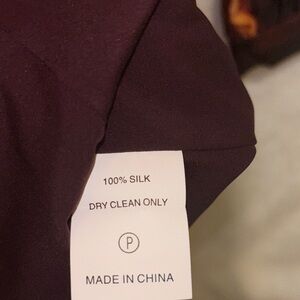 100% SILK
DRY CLEAN ONLY
P
MADE IN CHINA